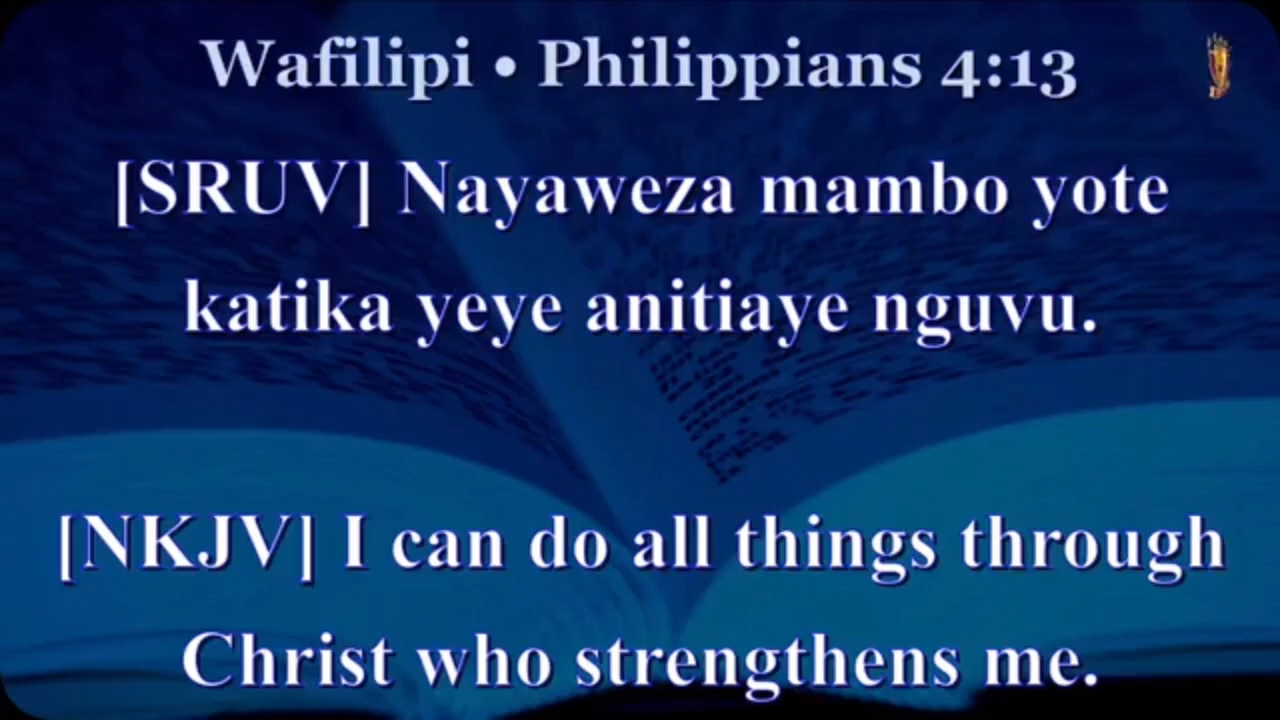 Wafilipi • Philippians 4:13
[SRUV] Nayaweza mambo yote
katika yeye anitiaye nguvu.
[NKJV] I can do all things through
Christ who strengthens me.